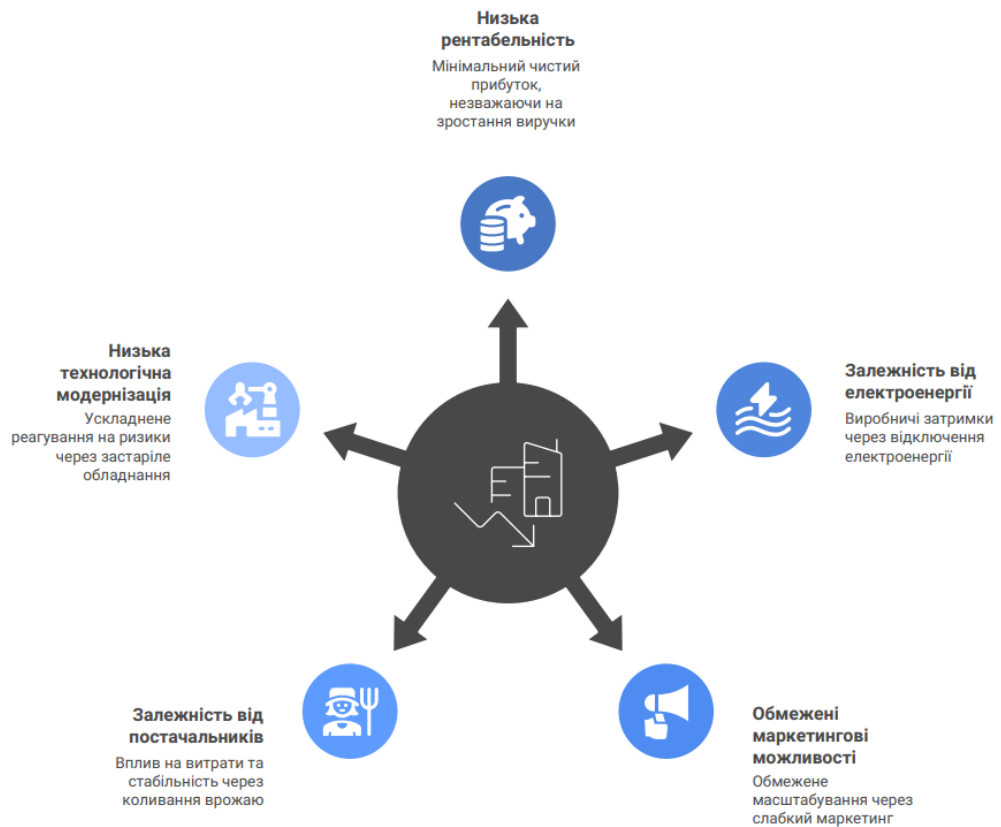 Низька
рентабельність
Мінімальний чистий
прибуток,
незважаючи на
зростання виручки
Низька
технологічна
модернізація
Ускладнене
реагування на ризики
через застаріле
обладнання
Залежність від
електроенергії
Виробничі затримки
через відключення
електроенергії
Залежність від
постачальників
Вплив на витрати та
стабільність через
коливання врожаю
Обмежені
маркетингові
можливості
Обмежене
масштабування через
слабкий маркетинг